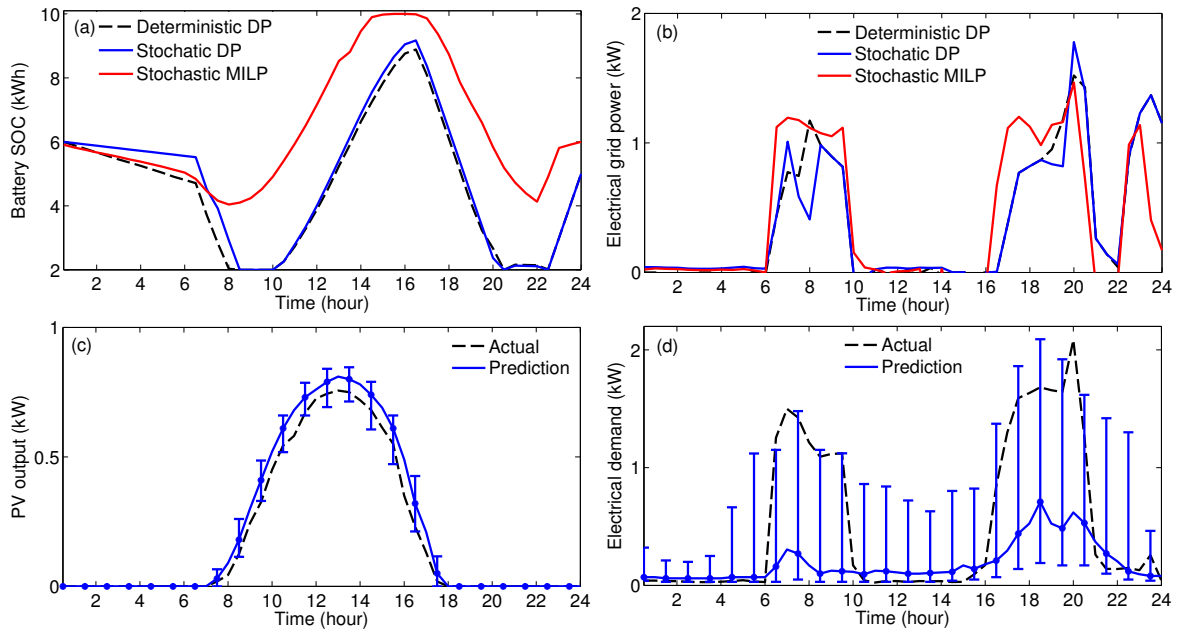 (a)
Deterministic DP
Stochatic DP
Stochastic MILP
Battery SOC (kWh)
10
8
6
4
2
2 4 6 8 10 12 14 16 18 20 22 24
Time (hour)
(b)
Deterministic DP
Stochatic DP
Stochastic MILP
Electrical grid power (kW)
2
1
0
2 4 6 8 10 12 14 16 18 20 22 24
Time (hour)
(c)
Actual
Prediction
PV output (kW)
1
0.5
0
2 4 6 8 10 12 14 16 18 20 22 24
Time (hour)
(d)
Actual
Prediction
Electrical demand (kW)
2
1
0
2 4 6 8 10 12 14 16 18 20 22 24
Time (hour)